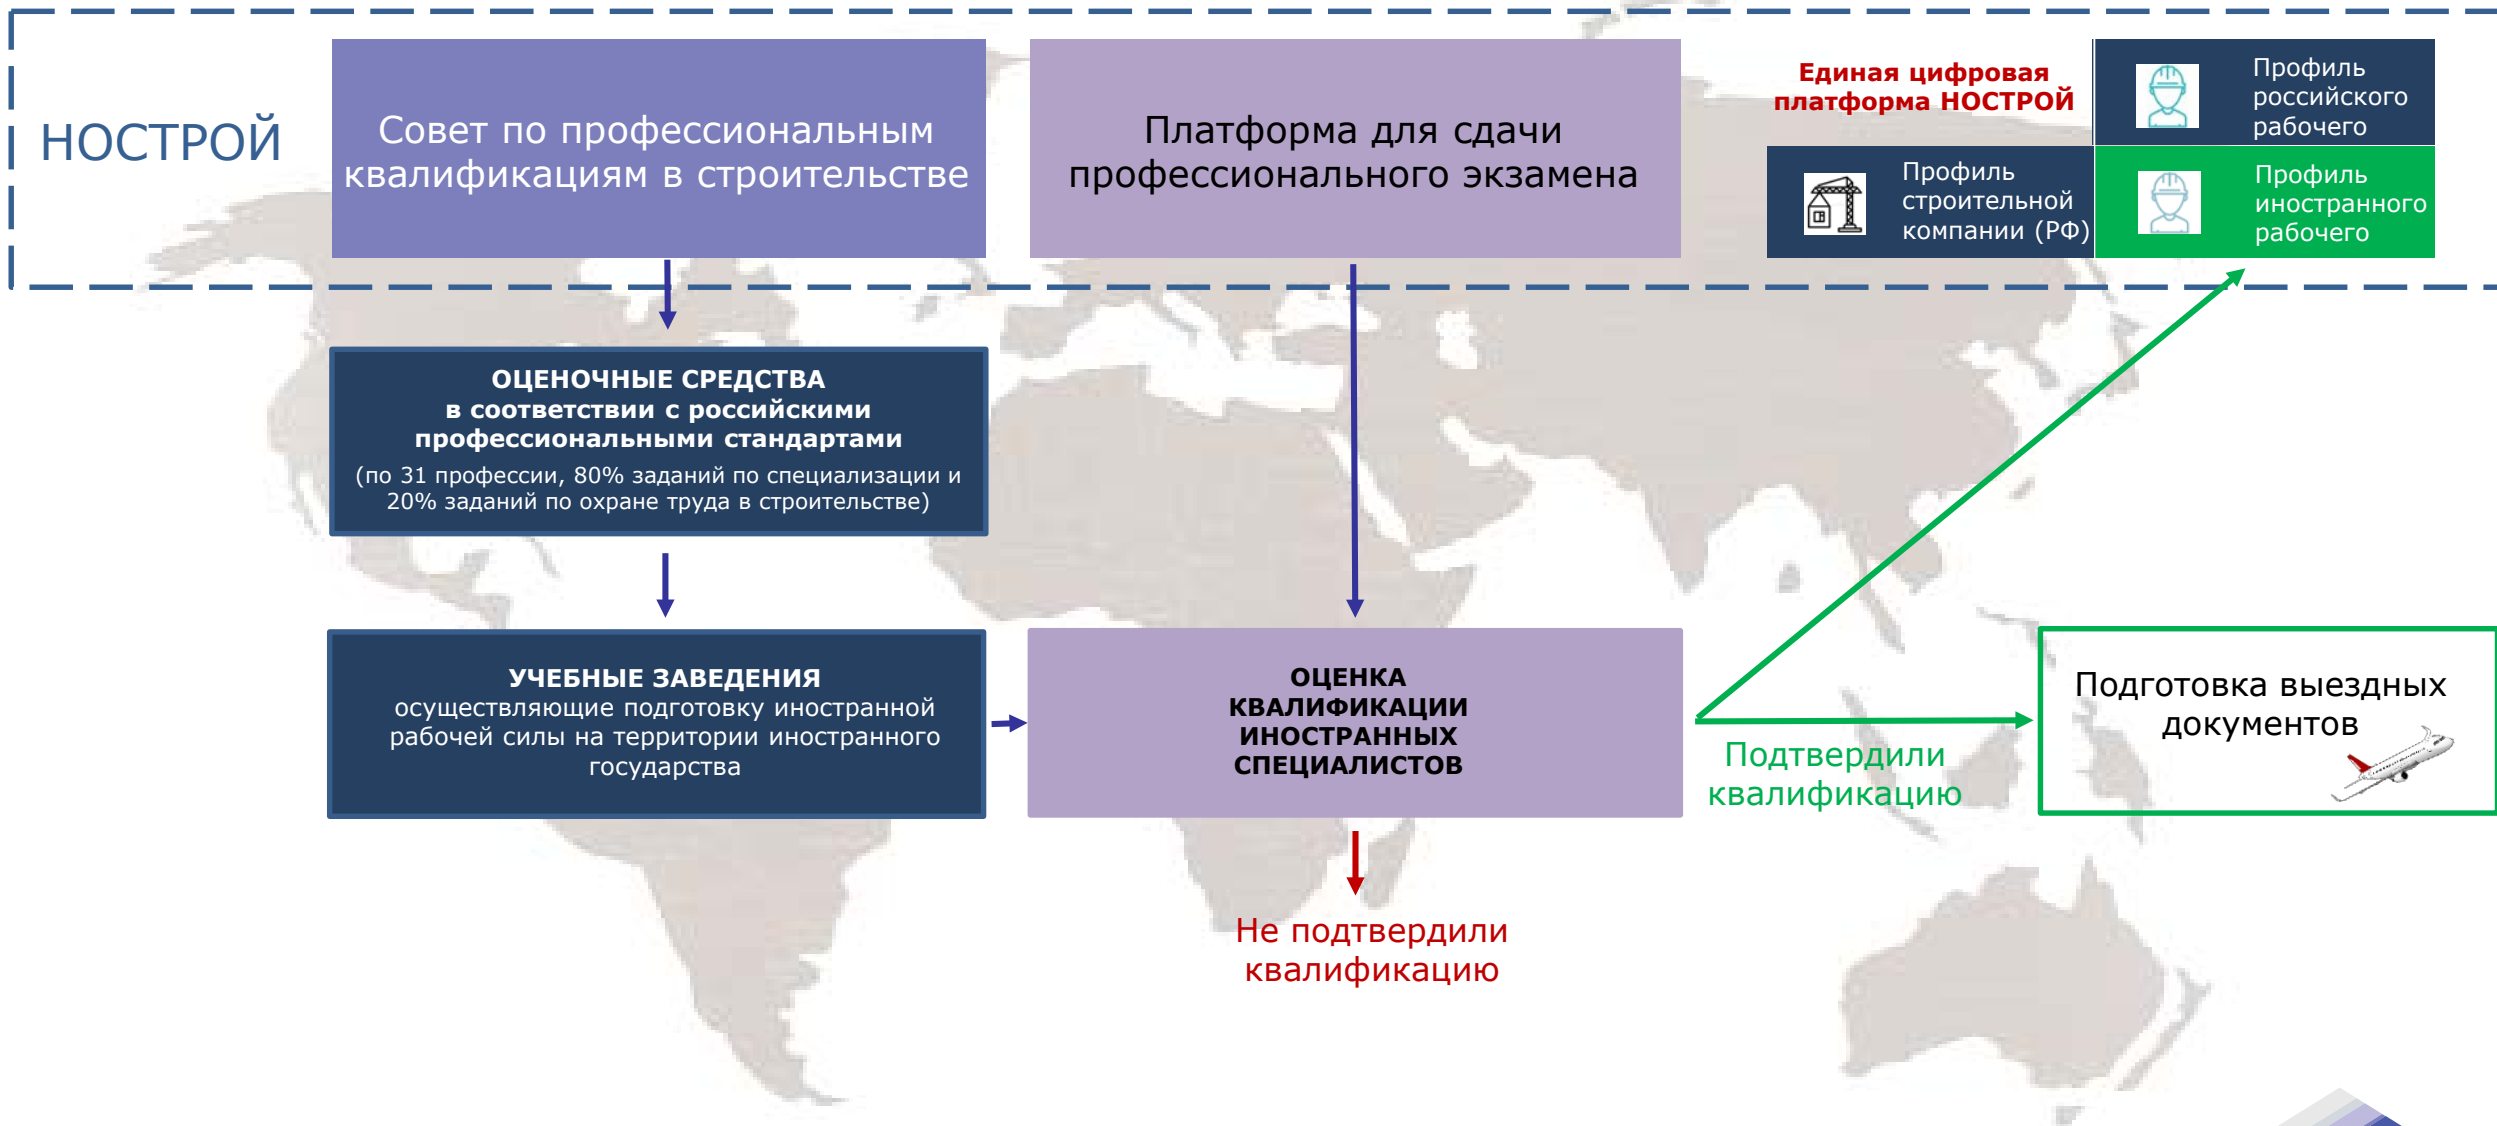 НОСТРОЙ
Совет по профессиональным
квалификациям в строительстве
Платформа для сдачи
профессионального экзамена
Единая цифровая
платформа НОСТРОЙ
Профиль
российского
рабочего
Профиль
строительной
компании (РФ)
Профиль
иностранного
рабочего
ОЦЕНОЧНЫЕ СРЕДСТВА
в соответствии с российскими
профессиональными стандартами
(по 31 профессии, 80% заданий по специализации и
20% заданий по охране труда в строительстве)
УЧЕБНЫЕ ЗАВЕДЕНИЯ
осуществляющие подготовку иностранной
рабочей силы на территории иностранного
государства
ОЦЕНКА
КВАЛИФИКАЦИИ
ИНОСТРАННЫХ
СПЕЦИАЛИСТОВ
Подтвердили
квалификацию
Подготовка выездных
документов
Не подтвердили
квалификацию